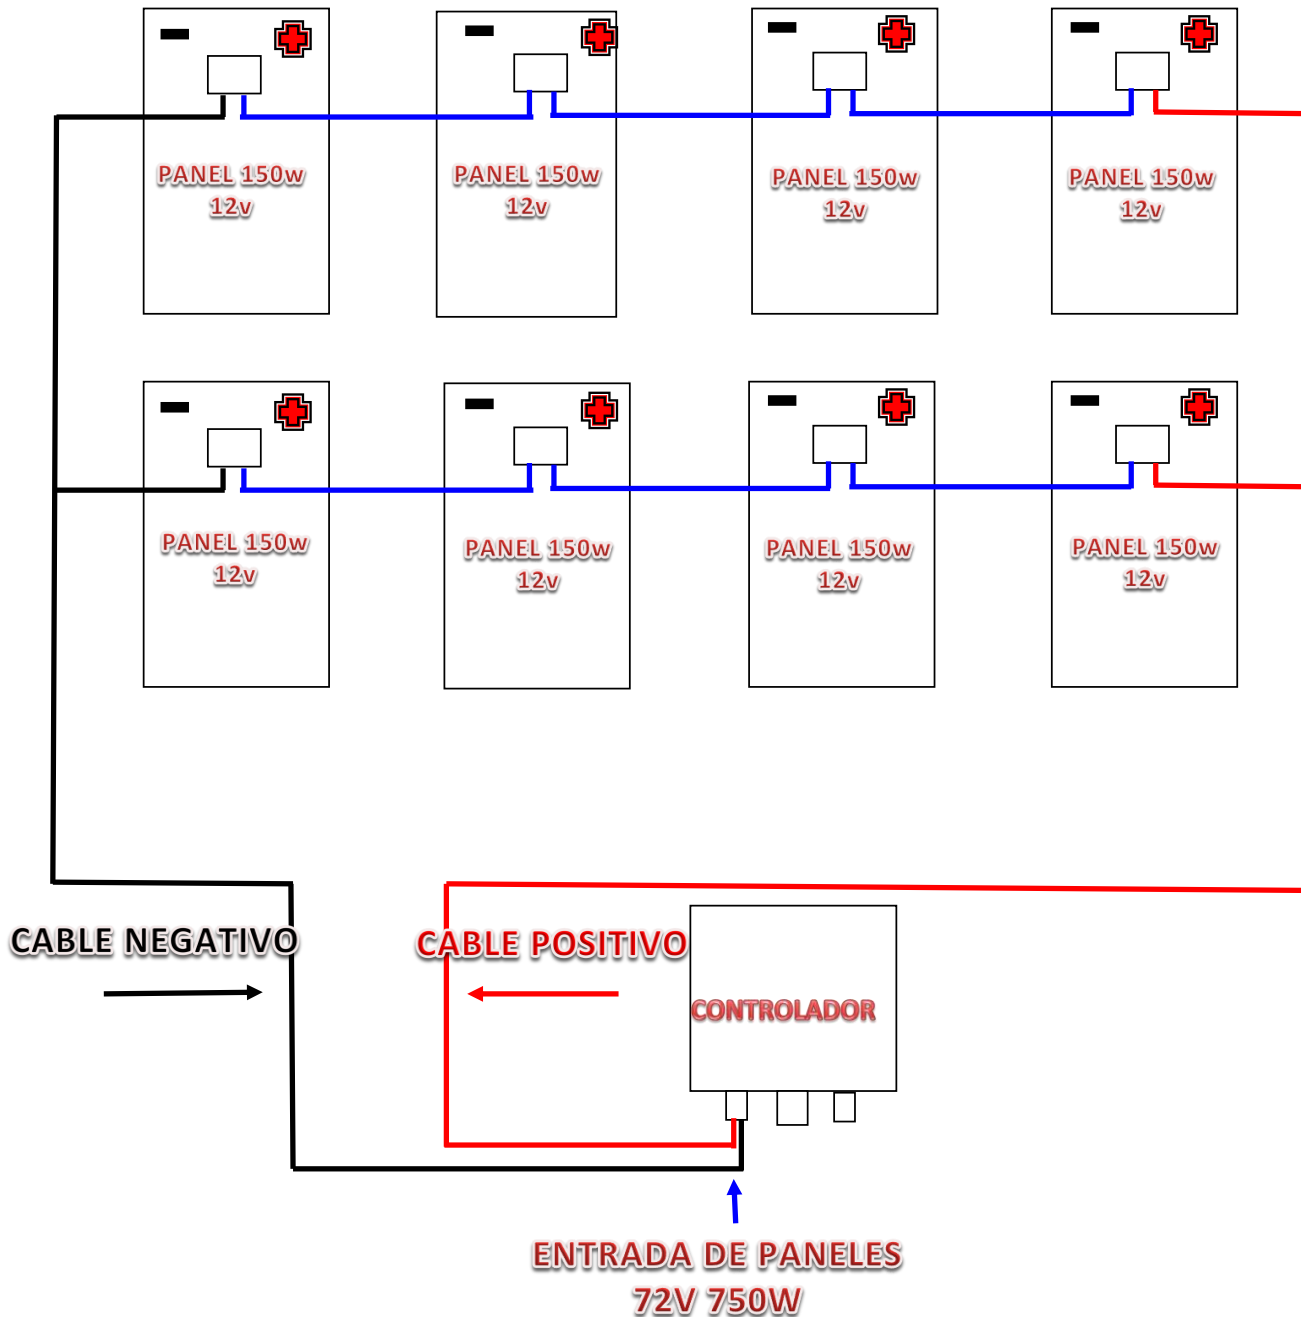 PANEL 150w
12v
PANEL 150w
12v
PANEL 150w
12v
PANEL 150w
12v
PANEL 150w
12v
PANEL 150w
12v
PANEL 150w
12v
PANEL 150w
12v
CABLE NEGATIVO
CABLE POSITIVO
CONTROLADOR
ENTRADA DE PANELES
72V 750W